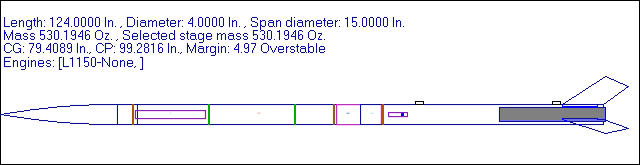 Length: 124.0000 In. , Diameter: 4.0000 In. , Span diameter: 15.0000 In.
Mass 530.1946 Oz. , Selected stage mass 530.1946 Oz.
CG: 79.4089 In., CP: 99.2816 In., Margin: 4.97 Overstable
Engines: [L1150-None, ]